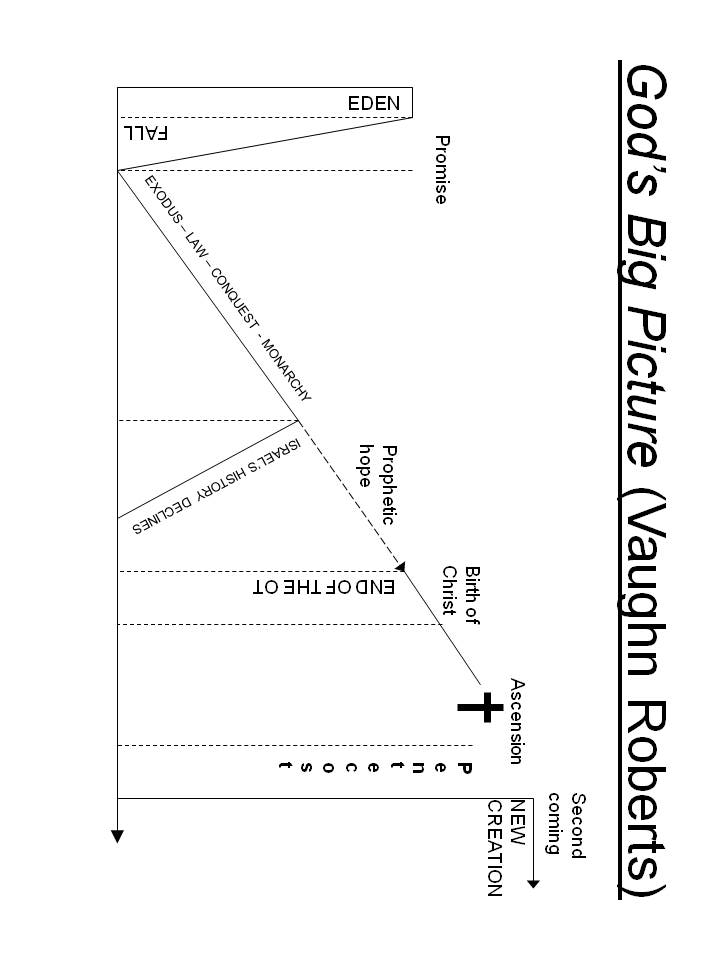 God's Big Picture (Vaughn Roberts)
EDEN
FALL
Promise
EXODUS – LAW – CONQUEST - MONARCHY
ISRAEL'S HISTORY DECLINES
Prophetic
hope
END OF THE OT
Birth of
Christ
Ascension
Pentecost
Second
coming
NEW
CREATION